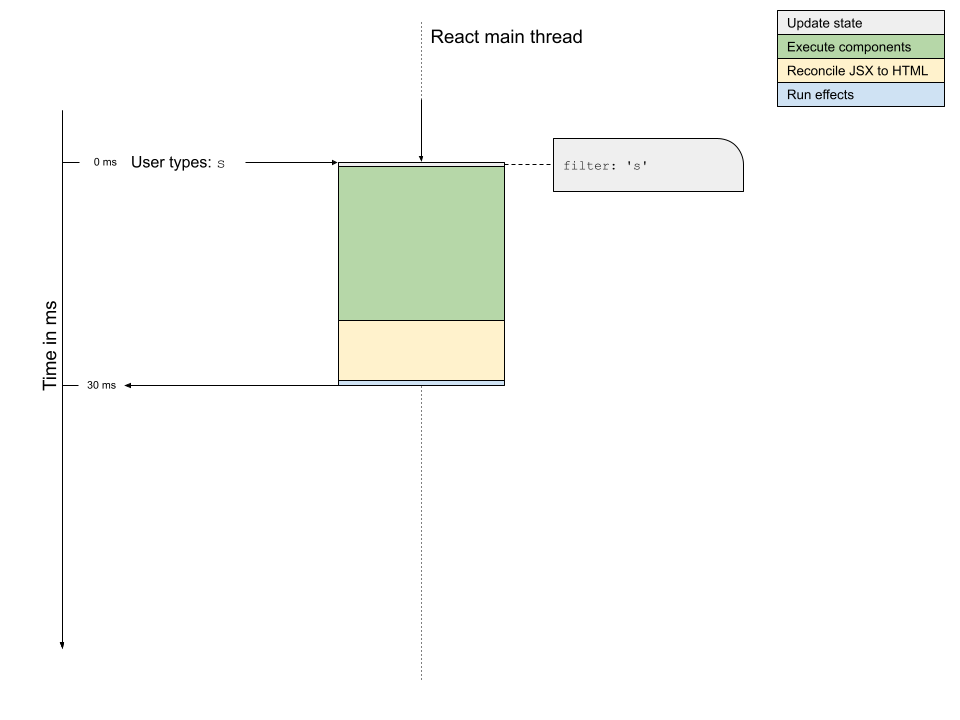 React main thread
Update state
Execute components
Reconcile JSX to HTML
Run effects
0 ms
User types: s
filter: 's'
Time in ms
30 ms